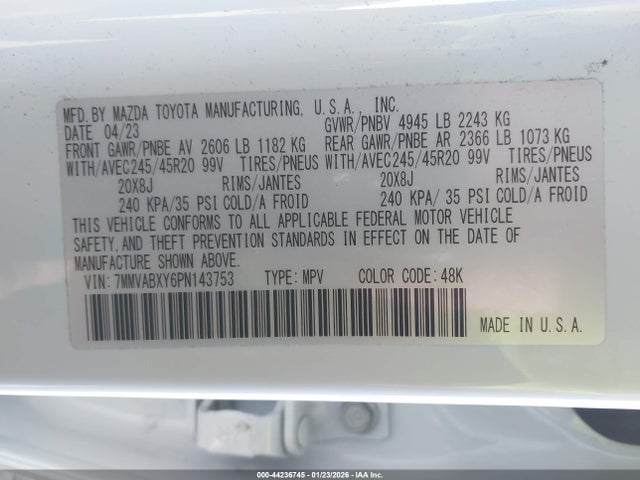 MFD.BY MAZDA TOYOTA MANUFACTURING, U.S.A., INC.
DATE 04/23 GVWR/PNBV 4945 LB 2243 KG
FRONT GAWR/PNBE AV 2606 LB 1182 KG REAR GAWR/PNBE AR 2366 LB 1073 KG
WITH/AVEC245/45R20 99V TIRES/PNEUS WITH/AVEC245/45R20 99V TIRES/PNEUS
20X8J RIMS/JANTES 20X8J RIMS/JANTES
240 KPA/35 PSI COLD/A FROID 240 KPA/35 PSI COLD/A FROID
THIS VEHICLE CONFORMS TO ALL APPLICABLE FEDERAL MOTOR VEHICLE
SAFETY,AND THEFT PREVENTION STANDARDS IN EFFECT ON THE DATE OF
MANUFACTURE SHOWN ABOVE.
VIN: 7MMVABXY6PN143753 TYPE: MPV COLOR CODE: 48K
MADE IN U.S.A.
000-44236745 - 01/23/2026 - IAA Inc.